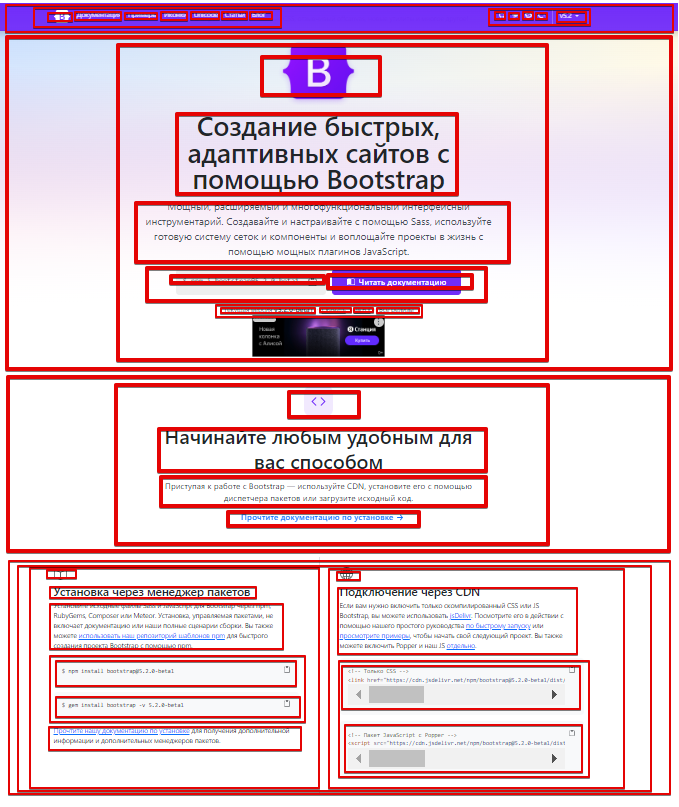 Документация Примеры Иконки Статьи Блог
v5.2
B
Создание быстрых,
адаптивных сайтов с
помощью Bootstrap
Мощный, расширяемый и многофункциональный интерфейсный
инструментарий. Создавайте и настраивайте с помощью Sass, используйте
готовую систему сеток и компоненты и воплощайте проекты в жизнь с
помощью мощных плагинов JavaScript.
Читать документацию
Новая
колонка
с Алисой
Станция
Купить
Начинайте любым удобным для
вас способом
Приступая к работе с Bootstrap — используйте CDN, установите его с помощью
диспетчера пакетов или загрузите исходный код.
Прочтите документацию по установке →
Установка через менеджер пакетов
Установите исходные файлы Sass и JavaScript для Bootstrap через npm,
RubyGems, Composer или Meteor. Установка, управляемая пакетами, не
включает документацию или наши полные сценарии сборки. Вы также
можете использовать наш репозиторий шаблонов npm для быстрого
создания проекта Bootstrap с помощью npm.
$ npm install bootstrap@5.2.0-beta1
$ gem install bootstrap -v 5.2.0-beta1
Прочтите нашу документацию по установке для получения дополнительной
информации и дополнительных менеджеров пакетов.
Подключение через CDN
Если вам нужно включить только скомпилированный CSS или JS
Bootstrap, вы можете использовать jsDelivr. Посмотрите его в действии с
помощью нашего простого руководства по быстрому запуску или
просмотрите примеры, чтобы начать свой следующий проект. Вы также
можете включить Popper и наш JS отдельно.
<!-- Только CSS -->
<link href="https://cdn.jsdelivr.net/npm/bootstrap@5.2.0-beta1/dist/
<!-- Пакет JavaScript с Popper -->
<script src="https://cdn.jsdelivr.net/npm/bootstrap@5.2.0-beta1/dist